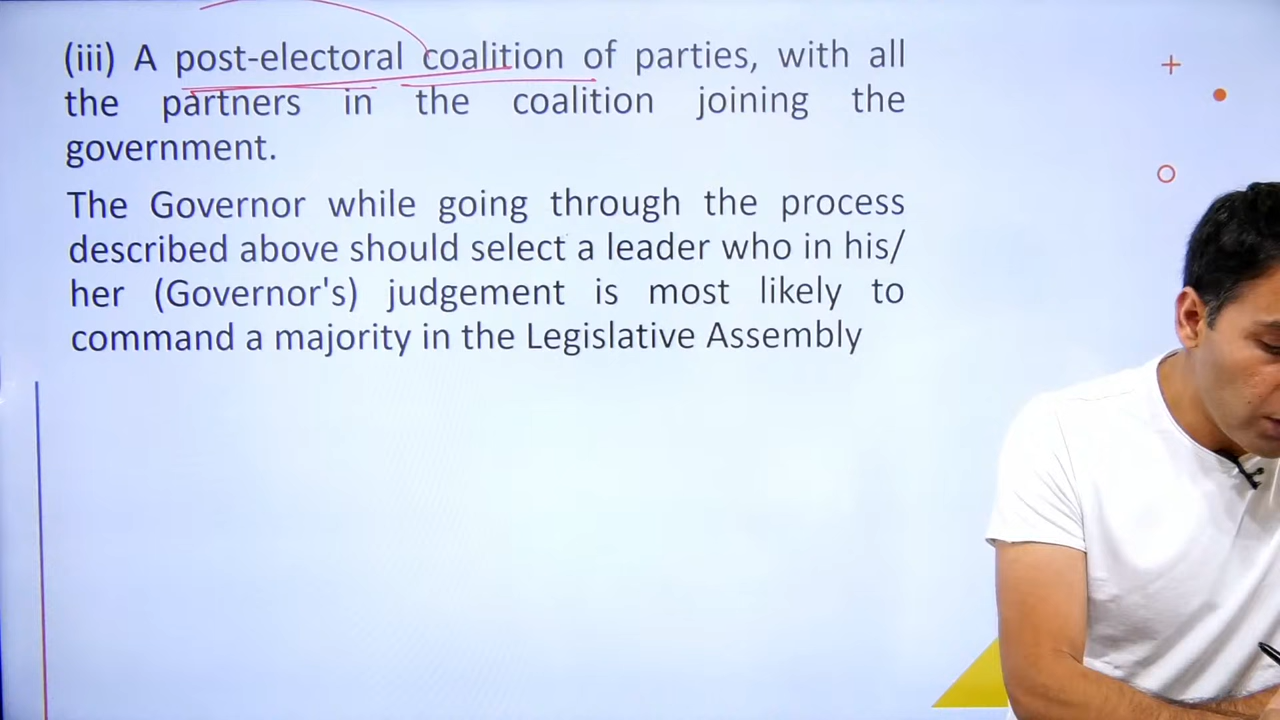 (iii) A post-electoral coalition of parties, with all
the partners in the coalition joining the
government.
The Governor while going through the process
described above should select a leader who in his/
her (Governor's) judgement is most likely to
command a majority in the Legislative Assembly